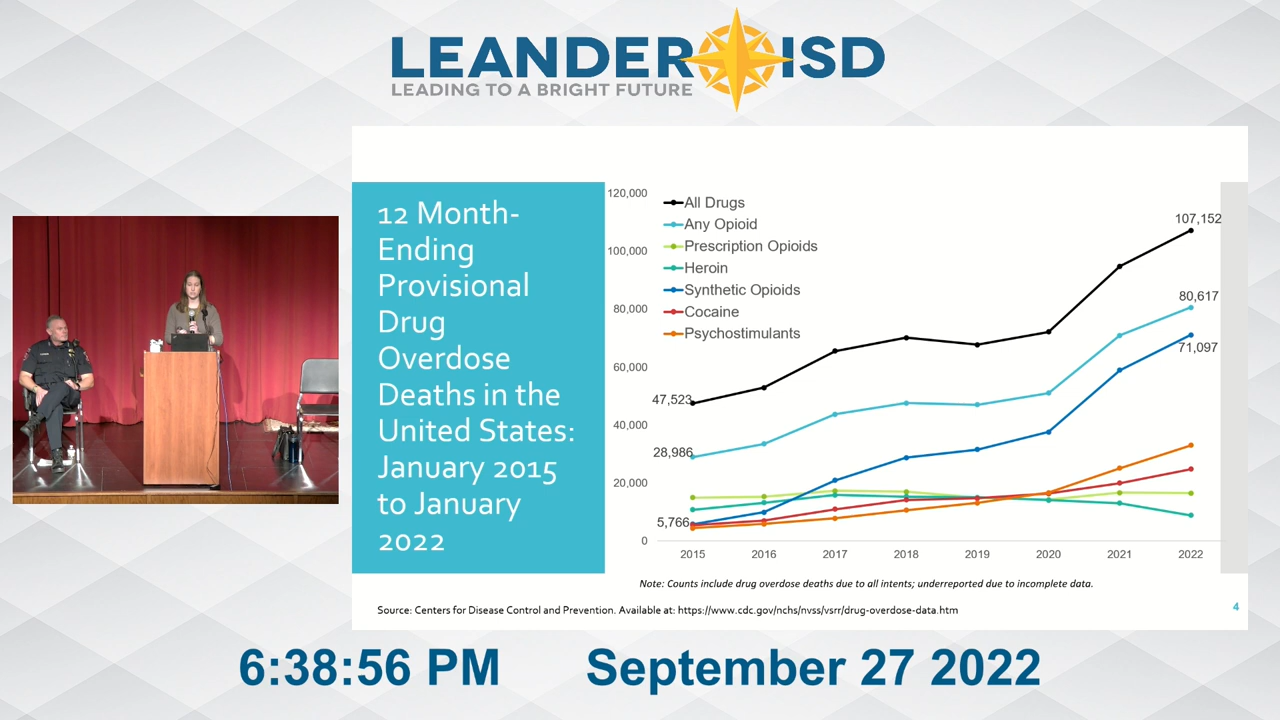 LEANDER ISD
LEADING TO A BRIGHT FUTURE
12 Month-
Ending
Provisional
Drug
Overdose
Deaths in the
United States:
January 2015
to January
2022
120,000
100,000
80,000
60,000
40,000
20,000
0
All Drugs
Any Opioid
Prescription Opioids
Heroin
Synthetic Opioids
Cocaine
Psychostimulants
107,152
80,617
71,097
47,523
28,986
5,766
2015 2016 2017 2018 2019 2020 2021 2022
Note: Counts include drug overdose deaths due to all intents; underreported due to incomplete data.
Source: Centers for Disease Control and Prevention. Available at: https://www.cdc.gov/nchs/nvss/vsrr/drug-overdose-data.htm
4
6:38:56 PM September 27 2022